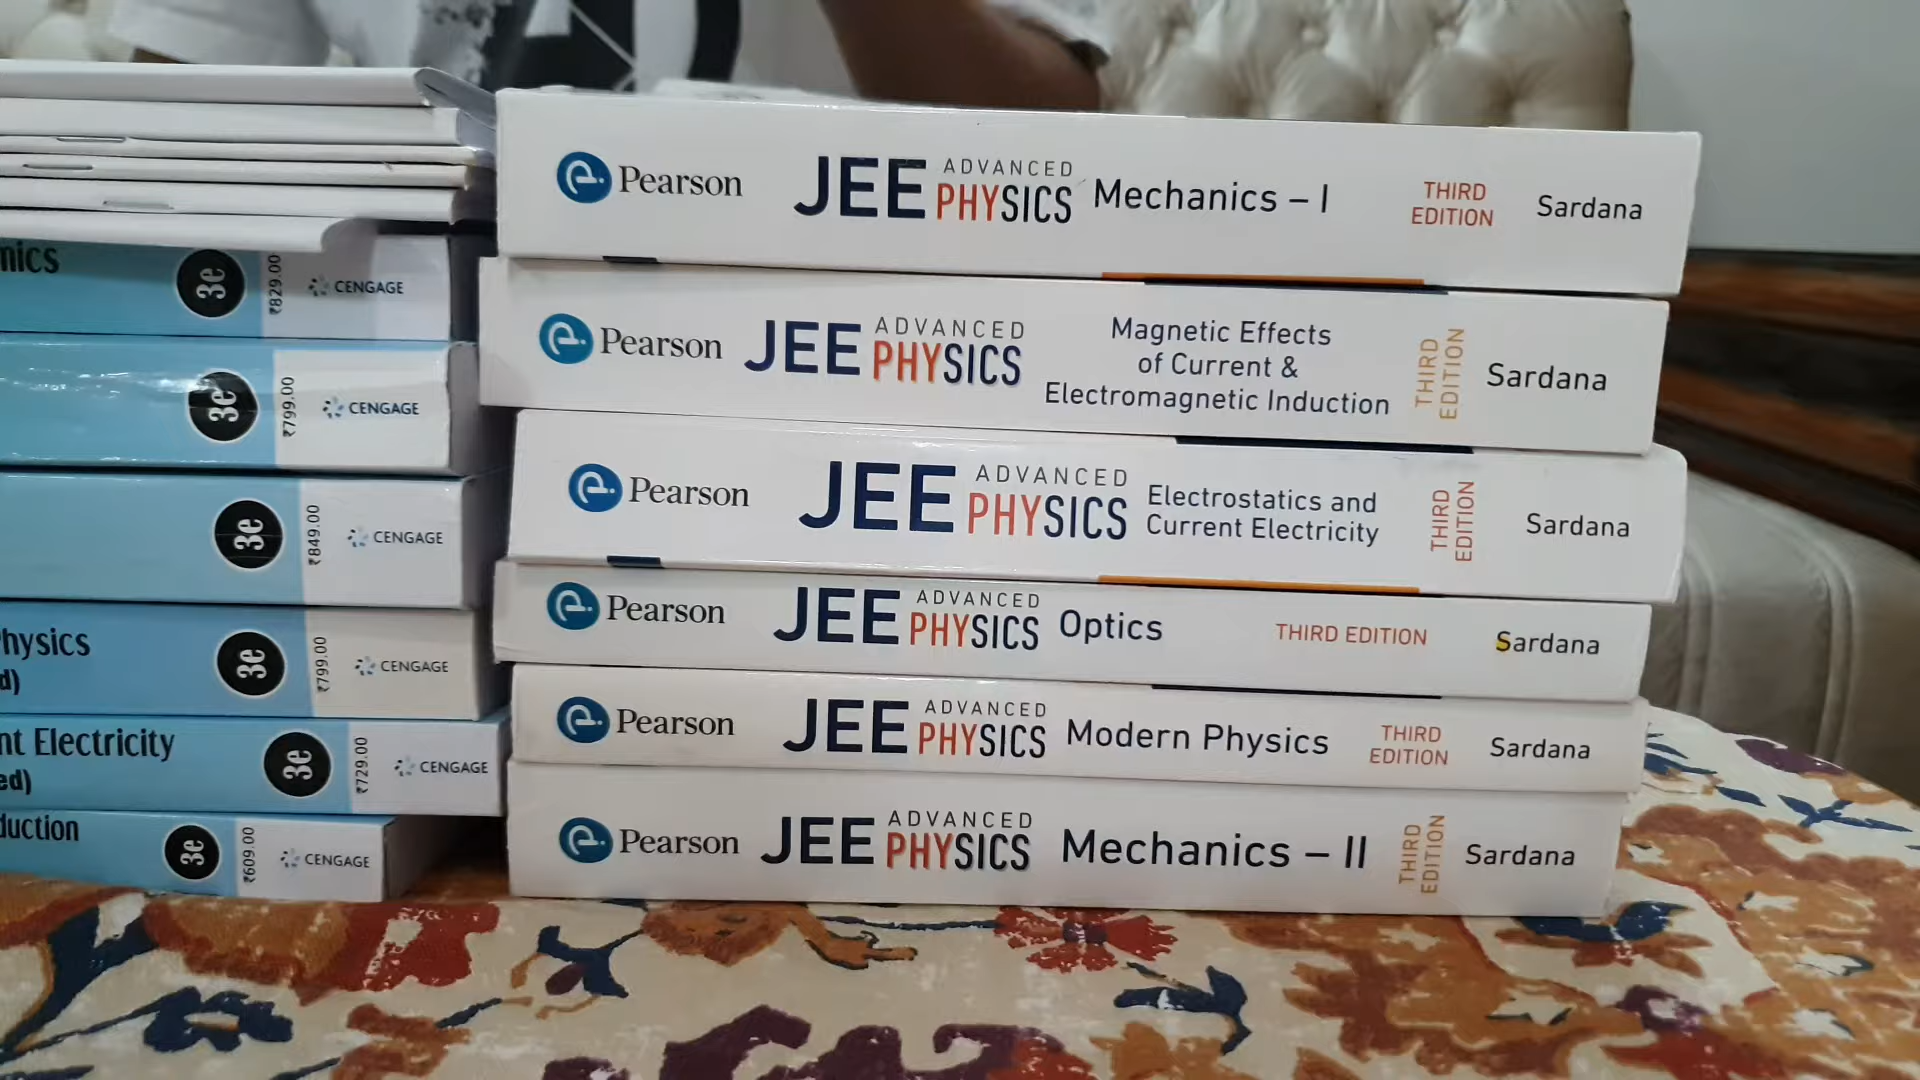 mics
3e
₹829.00
CENGAGE
3e
₹799.00
CENGAGE
3e
₹849.00
CENGAGE
hysics
d)
3e
₹799.00
CENGAGE
nt Electricity
ed)
3e
₹729.00
CENGAGE
duction
3e
₹609.00
CENGAGE
Pearson
JEE
ADVANCED
PHYSICS
Mechanics – I
THIRD
EDITION
Sardana
Pearson
JEE
ADVANCED
PHYSICS
Magnetic Effects
of Current &
Electromagnetic Induction
THIRD
EDITION
Sardana
Pearson
JEE
ADVANCED
PHYSICS
Electrostatics and
Current Electricity
THIRD
EDITION
Sardana
Pearson
JEE
ADVANCED
PHYSICS
Optics
THIRD EDITION
Sardana
Pearson
JEE
ADVANCED
PHYSICS
Modern Physics
THIRD
EDITION
Sardana
Pearson
JEE
ADVANCED
PHYSICS
Mechanics – II
THIRD
EDITION
Sardana